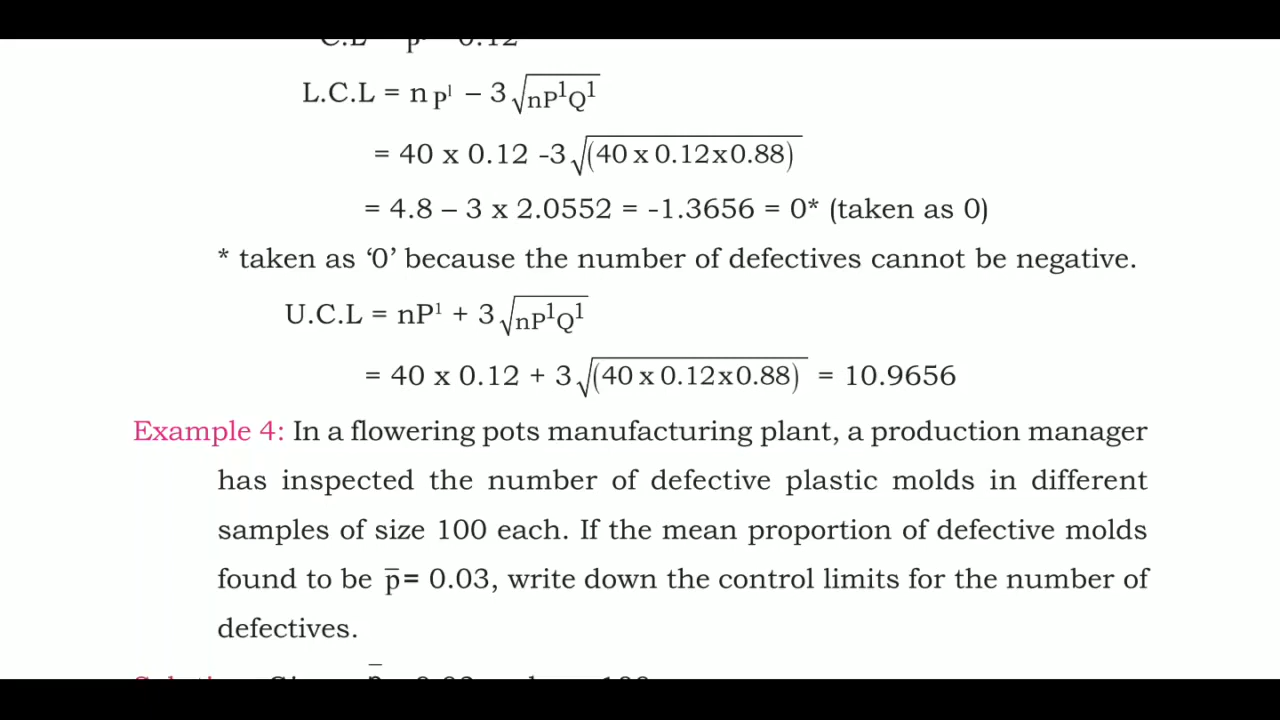 C.L = p¹ = 0.12
L.C.L = n p¹ – 3√nP¹Q¹
= 40 x 0.12 -3√(40 x 0.12x0.88)
= 4.8 – 3 x 2.0552 = -1.3656 = 0* (taken as 0)
* taken as ‘0’ because the number of defectives cannot be negative.
U.C.L = nP¹ + 3√nP¹Q¹
= 40 x 0.12 + 3√(40 x 0.12x0.88) = 10.9656
Example 4: In a flowering pots manufacturing plant, a production manager
has inspected the number of defective plastic molds in different
samples of size 100 each. If the mean proportion of defective molds
found to be p̅= 0.03, write down the control limits for the number of
defectives.